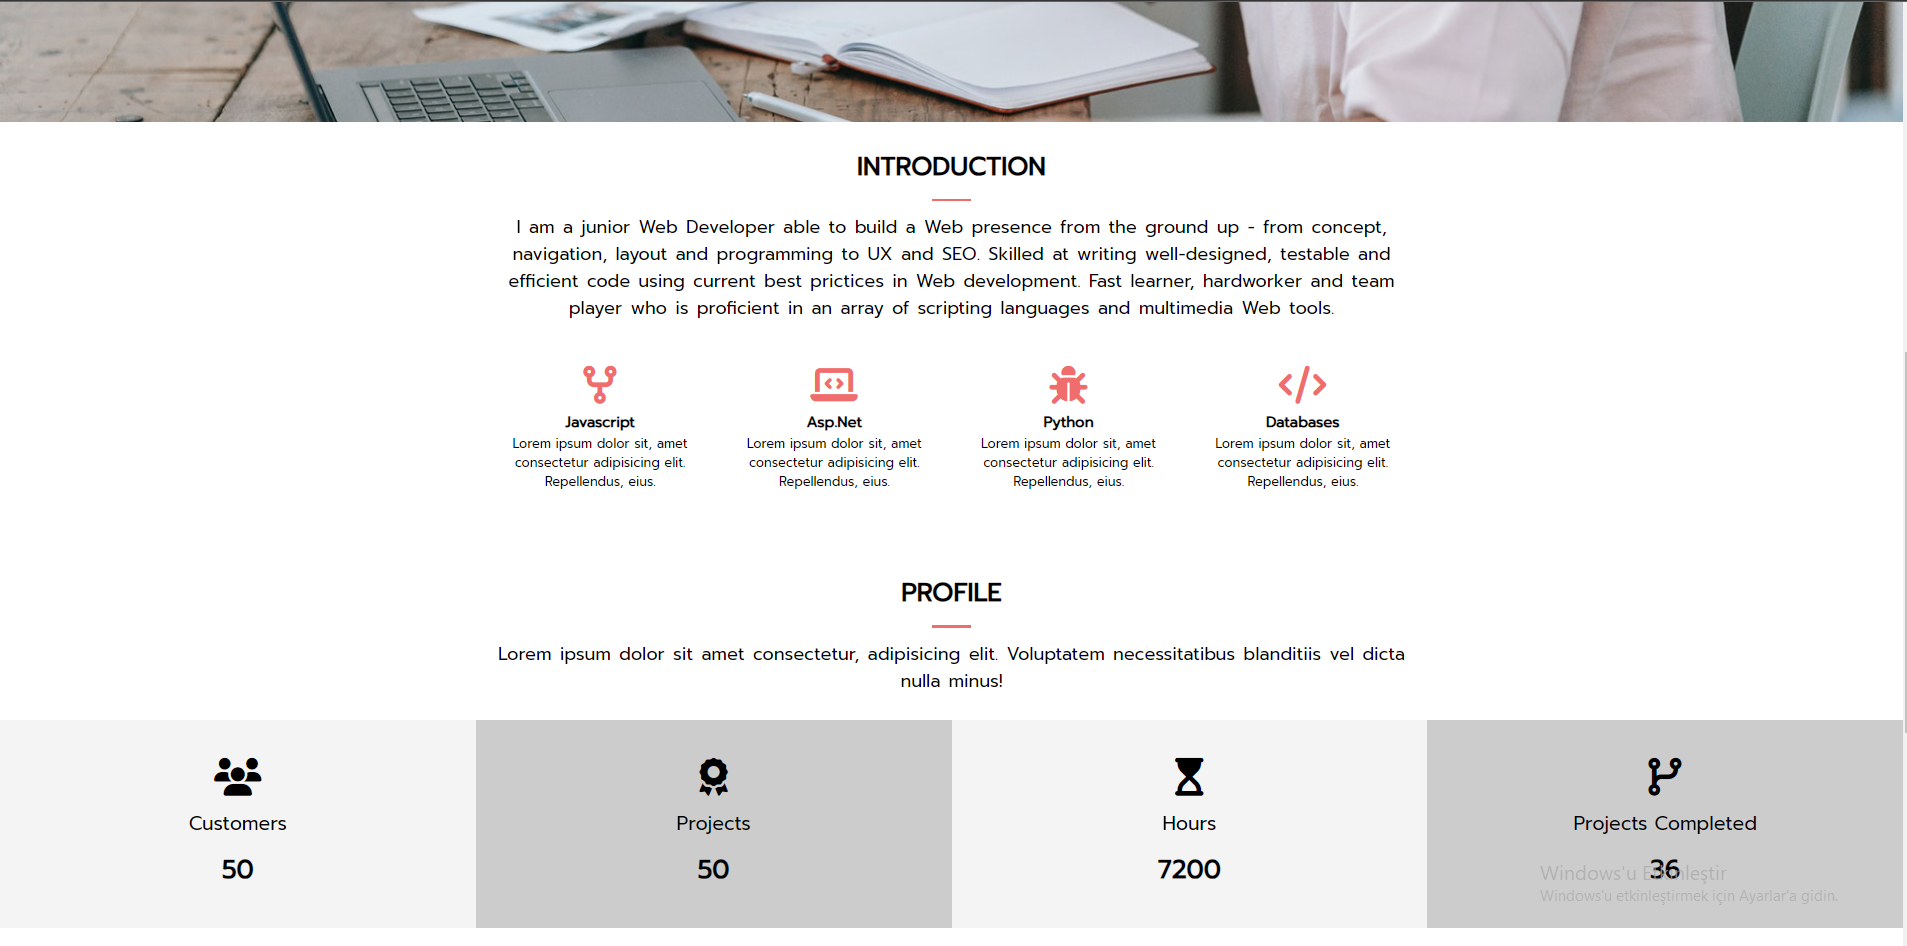 INTRODUCTION
I am a junior Web Developer able to build a Web presence from the ground up - from concept,
navigation, layout and programming to UX and SEO. Skilled at writing well-designed, testable and
efficient code using current best prictices in Web development. Fast learner, hardworker and team
player who is proficient in an array of scripting languages and multimedia Web tools.
Javascript
Lorem ipsum dolor sit, amet
consectetur adipisicing elit.
Repellendus, eius.
Asp.Net
Lorem ipsum dolor sit, amet
consectetur adipisicing elit.
Repellendus, eius.
Python
Lorem ipsum dolor sit, amet
consectetur adipisicing elit.
Repellendus, eius.
Databases
Lorem ipsum dolor sit, amet
consectetur adipisicing elit.
Repellendus, eius.
PROFILE
Lorem ipsum dolor sit amet consectetur, adipisicing elit. Voluptatem necessitatibus blanditiis vel dicta
nulla minus!
Customers
50
Projects
50
Hours
7200
Projects Completed
36
Windows'u Etkinleştir
Windows'u etkinleştirmek için Ayarlar'a gidin.